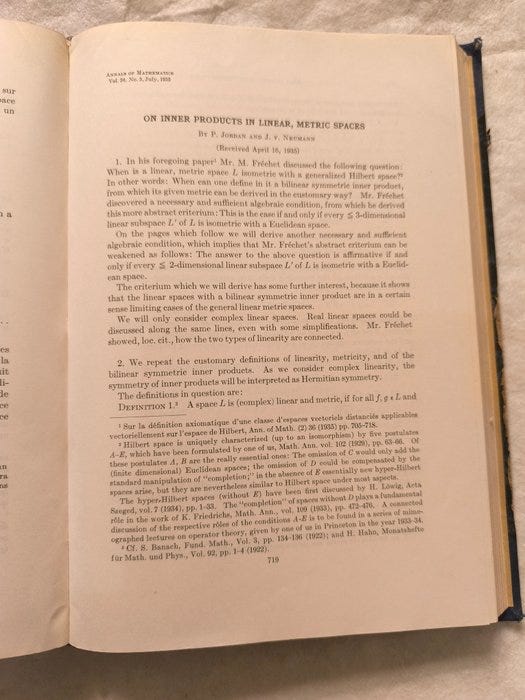 sur
pace
un
n a
es
la
xit
li-
de
ce
ce
an
ra
ns
ANNALS OF MATHEMATICS
Vol. 36, No. 3, July, 1935
ON INNER PRODUCTS IN LINEAR, METRIC SPACES
BY P. JORDAN AND J. V. NEUMANN
(Received April 16, 1935)
1. In his foregoing paper¹ Mr. M. Fréchet discussed the following question:
When is a linear, metric space L isometric with a generalized Hilbert space?²
In other words: When can one define in it a bilinear symmetric inner product,
from which its given metric can be derived in the customary way? Mr. Fréchet
discovered a necessary and sufficient algebraic condition, from which he derived
this more abstract criterium: This is the case if and only if every ≦ 3-dimensional
linear subspace L' of L is isometric with a Euclidean space.
On the pages which follow we will derive another necessary and sufficient
algebraic condition, which implies that Mr. Fréchet's abstract criterium can be
weakened as follows: The answer to the above question is affirmative if and
only if every ≦ 2-dimensional linear subspace L' of L is isometric with a Euclid-
ean space.
The criterium which we will derive has some further interest, because it shows
that the linear spaces with a bilinear symmetric inner product are in a certain
sense limiting cases of the general linear metric spaces.
We will only consider complex linear spaces. Real linear spaces could be
discussed along the same lines, even with some simplifications. Mr. Fréchet
showed, loc. cit., how the two types of linearity are connected.
2. We repeat the customary definitions of linearity, metricity, and of the
bilinear symmetric inner products. As we consider complex linearity, the
symmetry of inner products will be interpreted as Hermitian symmetry.
The definitions in question are:
DEFINITION 1.³ A space L is (complex) linear and metric, if for all f, g ε L and
¹ Sur la définition axiomatique d'une classe d'espaces vectoriels distanciés applicables
vectoriellement sur l'espace de Hilbert, Ann. of Math. (2) 36 (1935) pp. 705-718.
² Hilbert space is uniquely characterized (up to an isomorphism) by five postulates
A-E, which have been formulated by one of us, Math. Ann. vol. 102 (1929), pp. 63-66. Of
these postulates A, B are the really essential ones: The omission of C would only add the
(finite dimensional) Euclidean spaces; the omission of D could be compensated by the
standard manipulation of "completion;" in the absence of E essentially new hyper-Hilbert
spaces arise, but they are nevertheless similar to Hilbert space under most aspects.
The hyper-Hilbert spaces (without E) have been first discussed by H. Löwig, Acta
Szeged, vol. 7 (1934), pp. 1-33. The "completion" of spaces without D plays a fundamental
rôle in the work of K. Friedrichs, Math. Ann., vol. 109 (1933), pp. 472-476. A connected
discussion of the respective rôles of the conditions A-E is to be found in a series of mime-
ographed lectures on operator theory, given by one of us in Princeton in the year 1933-34.
³ Cf. S. Banach, Fund. Math., Vol. 3, pp. 134-136 (1922); and H. Hahn, Monatshefte
für Math. und Phys., Vol. 92, pp. 1-4 (1922).
719